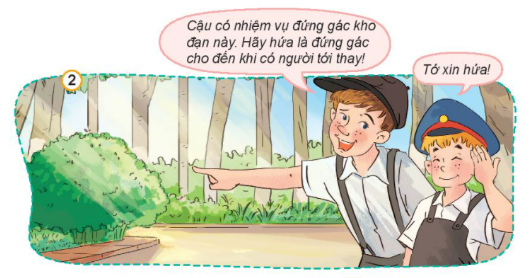 Cậu có nhiệm vụ đứng gác kho
đạn này. Hãy hứa là đứng gác
cho đến khi có người tới thay!
Tớ xin hứa!
2